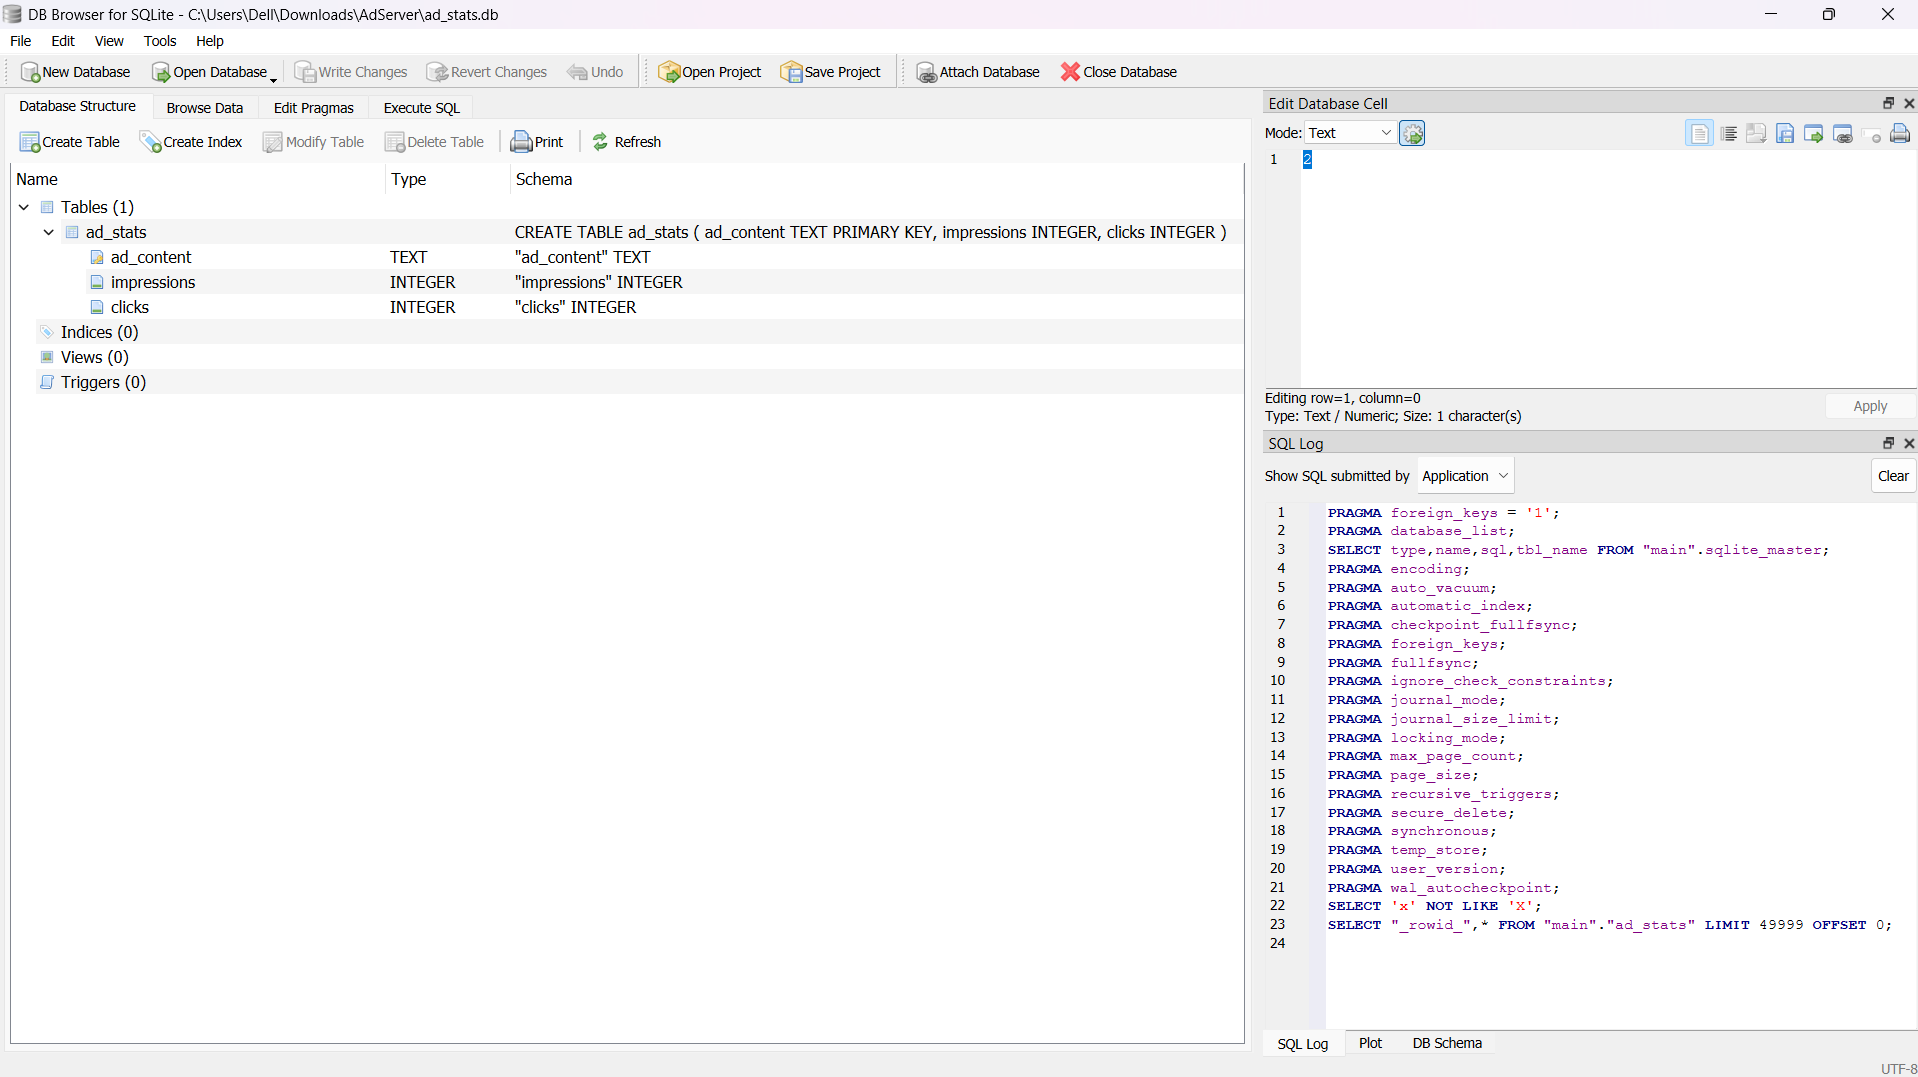 DB Browser for SQLite - C:\Users\Dell\Downloads\AdServer\ad_stats.db
File Edit View Tools Help
New Database Open Database Write Changes Revert Changes Undo Open Project Save Project Attach Database Close Database
Database Structure Browse Data Edit Pragmas Execute SQL
Create Table Create Index Modify Table Delete Table Print Refresh
Name Type Schema
Tables (1)
ad_stats CREATE TABLE ad_stats ( ad_content TEXT PRIMARY KEY, impressions INTEGER, clicks INTEGER )
ad_content TEXT "ad_content" TEXT
impressions INTEGER "impressions" INTEGER
clicks INTEGER "clicks" INTEGER
Indices (0)
Views (0)
Triggers (0)
Edit Database Cell
Mode: Text
1 2
Editing row=1, column=0
Type: Text / Numeric; Size: 1 character(s)
Apply
SQL Log
Show SQL submitted by Application Clear
1 PRAGMA foreign_keys = '1';
2 PRAGMA database_list;
3 SELECT type,name,sql,tbl_name FROM "main".sqlite_master;
4 PRAGMA encoding;
5 PRAGMA auto_vacuum;
6 PRAGMA automatic_index;
7 PRAGMA checkpoint_fullfsync;
8 PRAGMA foreign_keys;
9 PRAGMA fullfsync;
10 PRAGMA ignore_check_constraints;
11 PRAGMA journal_mode;
12 PRAGMA journal_size_limit;
13 PRAGMA locking_mode;
14 PRAGMA max_page_count;
15 PRAGMA page_size;
16 PRAGMA recursive_triggers;
17 PRAGMA secure_delete;
18 PRAGMA synchronous;
19 PRAGMA temp_store;
20 PRAGMA user_version;
21 PRAGMA wal_autocheckpoint;
22 SELECT 'x' NOT LIKE 'X';
23 SELECT "_rowid_",* FROM "main"."ad_stats" LIMIT 49999 OFFSET 0;
24
SQL Log Plot DB Schema
UTF-8